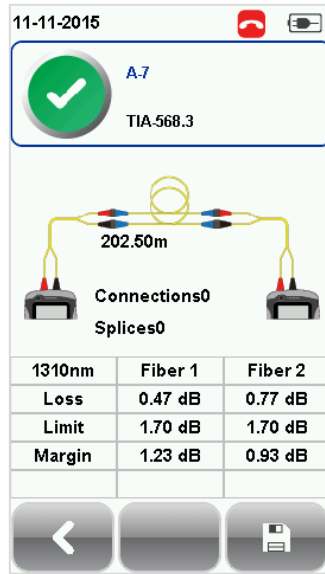 11-11-2015
A-7
TIA-568.3
202.50m
Connections0
Splices0
1310nm Fiber 1 Fiber 2
Loss 0.47 dB 0.77 dB
Limit 1.70 dB 1.70 dB
Margin 1.23 dB 0.93 dB